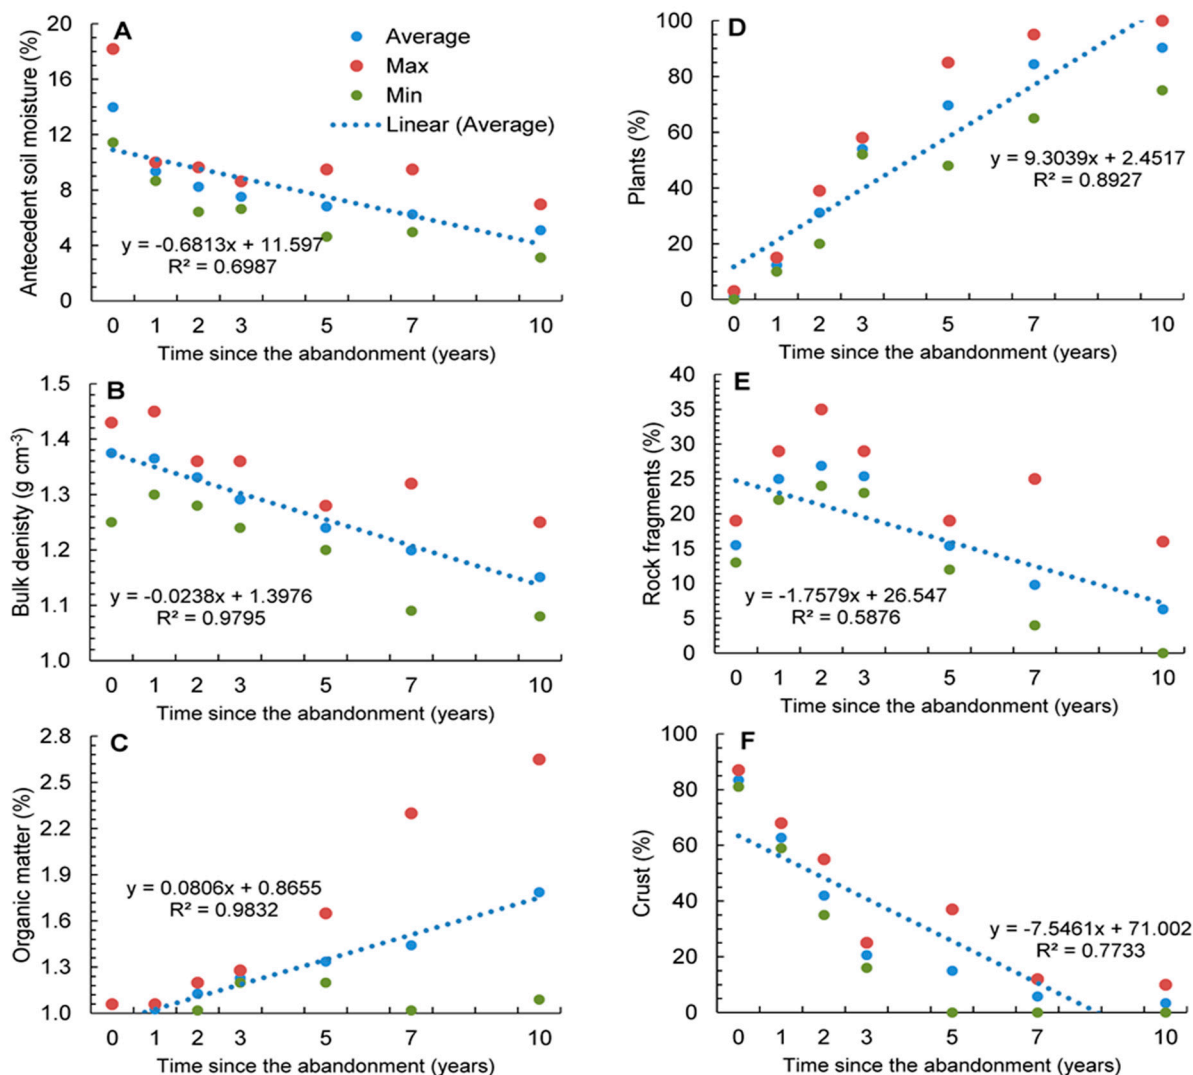 A
Antecedent soil moisture (%)
20
16
12
8
4
0
Average
Max
Min
Linear (Average)
y = -0.6813x + 11.597
R² = 0.6987
0 1 2 3 5 7 10
Time since the abandonment (years)
B
Bulk denisty (g cm-3)
1.5
1.4
1.3
1.2
1.1
1.0
y = -0.0238x + 1.3976
R² = 0.9795
0 1 2 3 5 7 10
Time since the abandonment (years)
C
Organic matter (%)
2.8
2.5
2.2
1.9
1.6
1.3
1.0
y = 0.0806x + 0.8655
R² = 0.9832
0 1 2 3 5 7 10
Time since the abandonment (years)
D
Plants (%)
100
80
60
40
20
0
y = 9.3039x + 2.4517
R² = 0.8927
0 1 2 3 5 7 10
Time since the abandonment (years)
E
Rock fragments (%)
40
35
30
25
20
15
10
5
0
y = -1.7579x + 26.547
R² = 0.5876
0 1 2 3 5 7 10
Time since the abandonment (years)
F
Crust (%)
100
80
60
40
20
0
y = -7.5461x + 71.002
R² = 0.7733
0 1 2 3 5 7 10
Time since the abandonment (years)